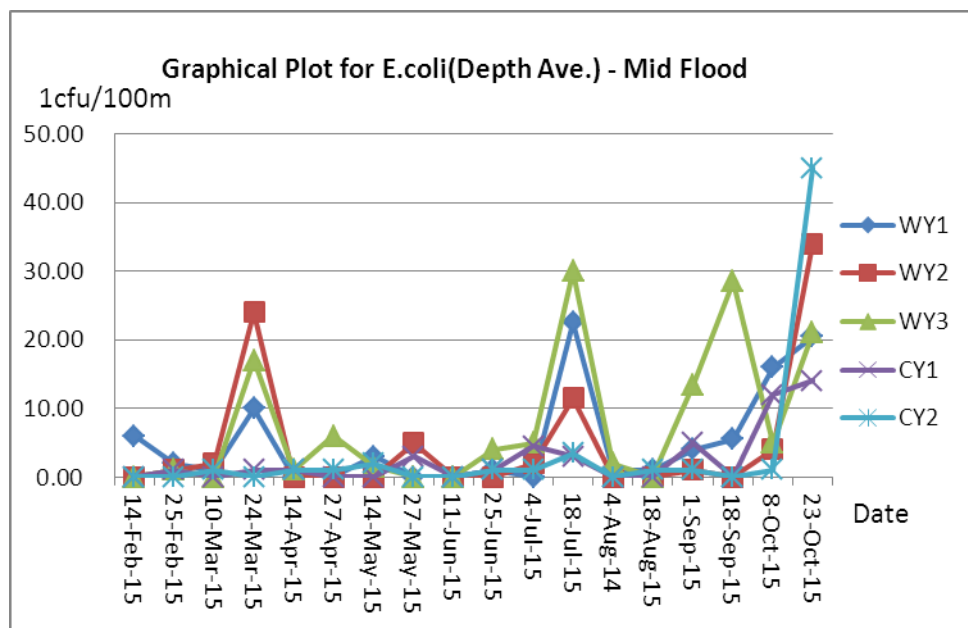 Graphical Plot for E.coli(Depth Ave.) - Mid Flood
1cfu/100m
50.00
40.00
30.00
20.00
10.00
0.00
WY1
WY2
WY3
CY1
CY2
Date
14-Feb-15
25-Feb-15
10-Mar-15
24-Mar-15
14-Apr-15
27-Apr-15
14-May-15
27-May-15
11-Jun-15
25-Jun-15
4-Jul-15
18-Jul-15
4-Aug-14
18-Aug-15
1-Sep-15
18-Sep-15
8-Oct-15
23-Oct-15